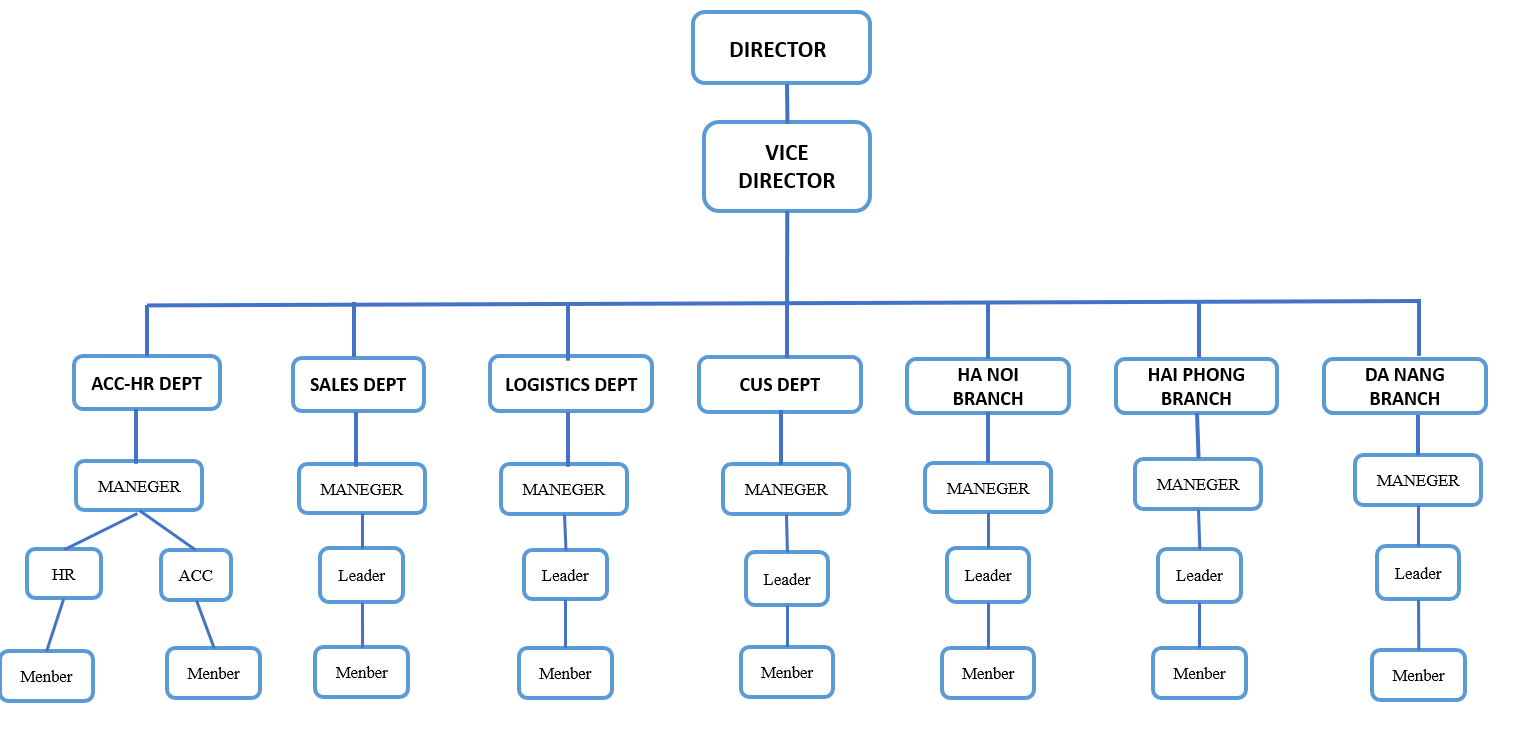 DIRECTOR
VICE
DIRECTOR
ACC-HR DEPT
SALES DEPT
LOGISTICS DEPT
CUS DEPT
HA NOI
BRANCH
HAI PHONG
BRANCH
DA NANG
BRANCH
MANEGER
MANEGER
MANEGER
MANEGER
MANEGER
MANEGER
MANEGER
HR
ACC
Leader
Leader
Leader
Leader
Leader
Leader
Menber
Menber
Menber
Menber
Menber
Menber
Menber
Menber